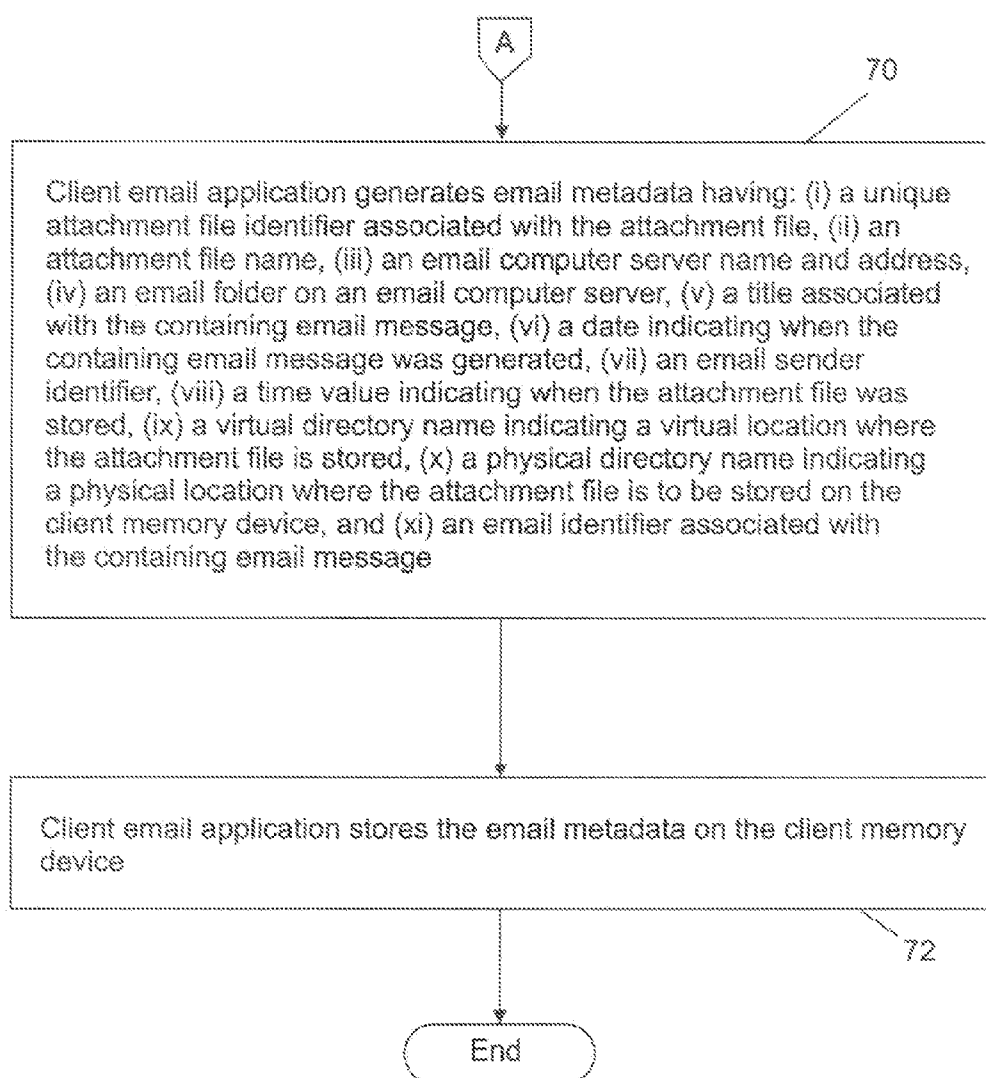 A
70
Client email application generates email metadata having: (i) a unique
attachment file identifier associated with the attachment file, (ii) an
attachment file name, (iii) an email computer server name and address,
(iv) an email folder on an email computer server, (v) a title associated
with the containing email message, (vi) a date indicating when the
containing email message was generated, (vii) an email sender
identifier, (viii) a time value indicating when the attachment file was
stored, (ix) a virtual directory name indicating a virtual location where
the attachment file is stored, (x) a physical directory name indicating
a physical location where the attachment file is to be stored on the
client memory device, and (xi) an email identifier associated with
the containing email message
Client email application stores the email metadata on the client memory
device
72
End